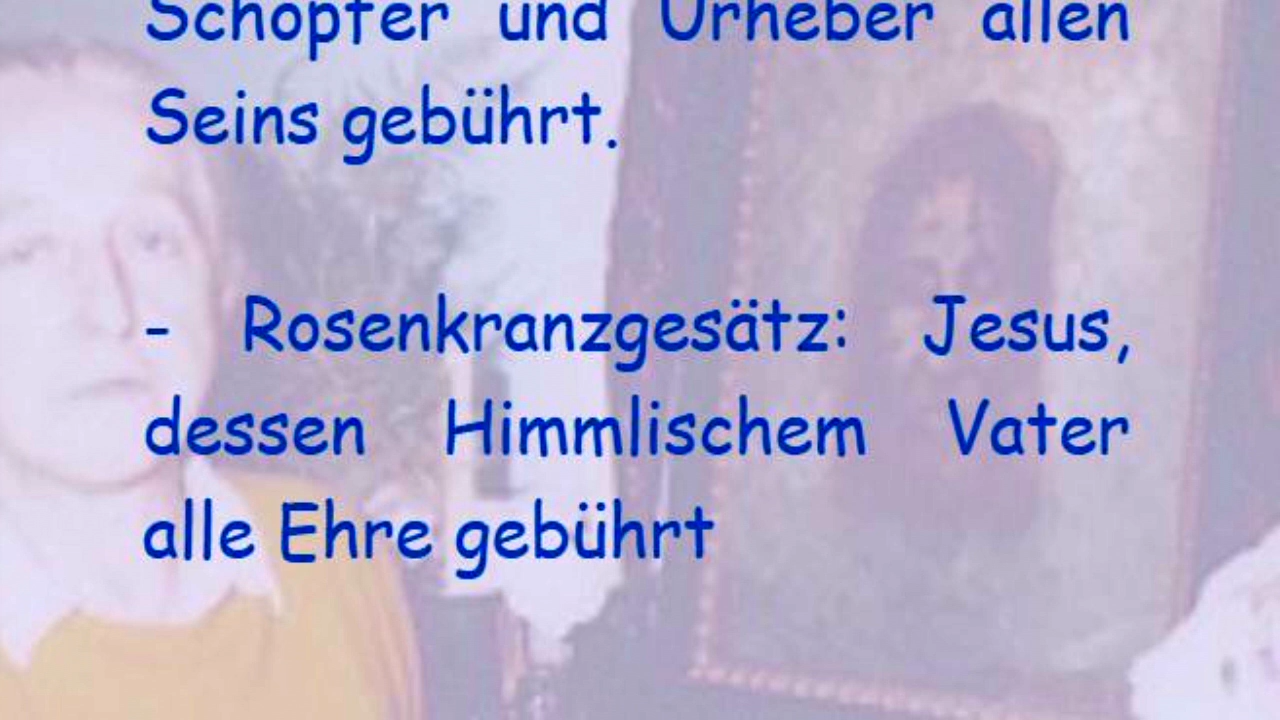 Schöpfer und Urheber allen
Seins gebührt.
- Rosenkranzgesätz: Jesus,
dessen Himmlischem Vater
alle Ehre gebührt